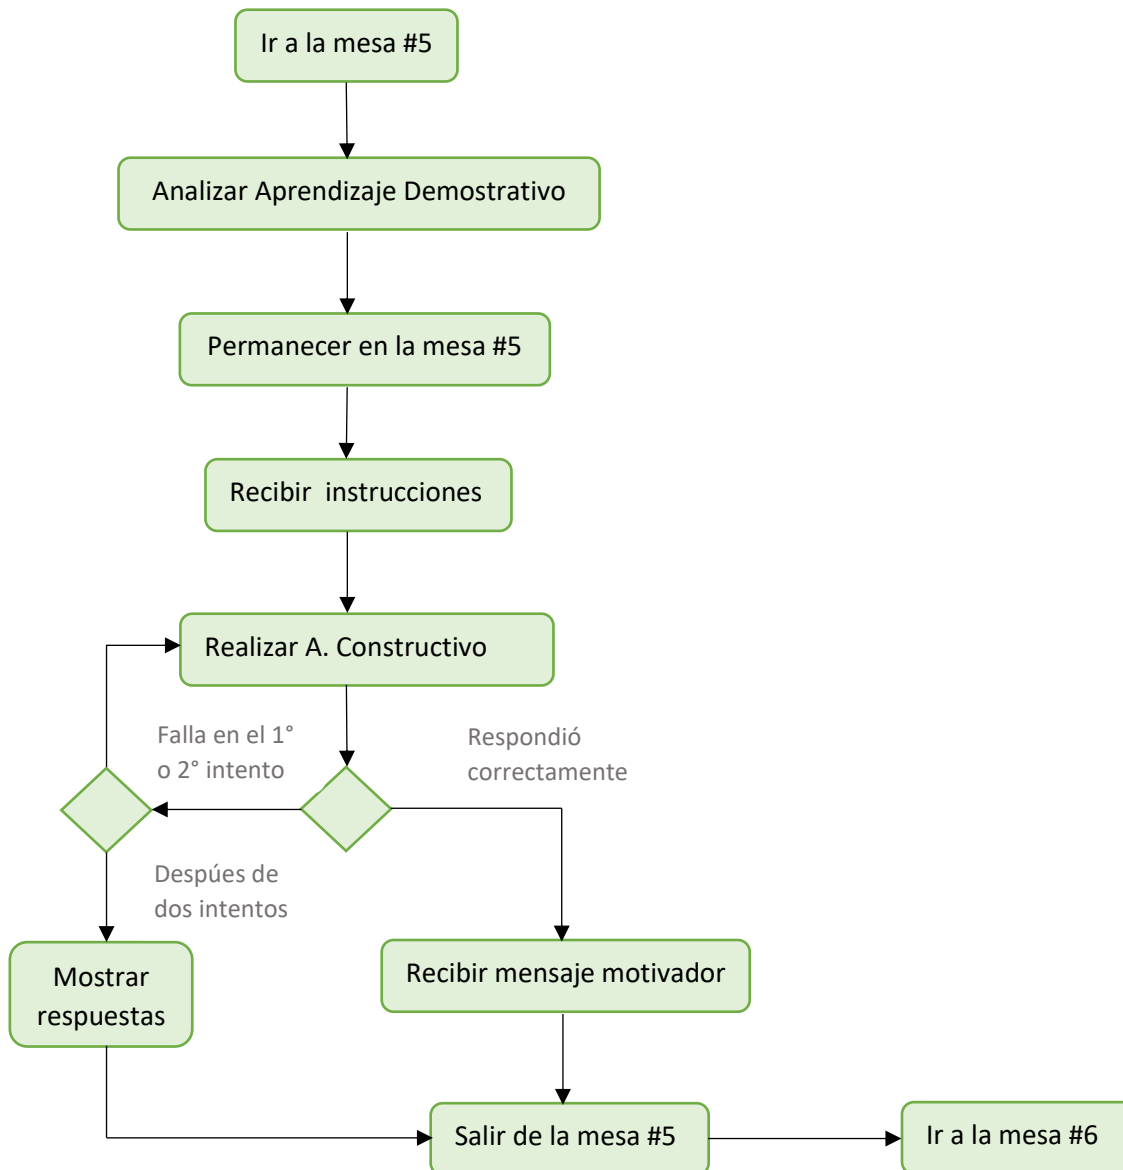 Ir a la mesa #5
Analizar Aprendizaje Demostrativo
Permanecer en la mesa #5
Recibir instrucciones
Realizar A. Constructivo
Falla en el 1°
o 2° intento
Respondió
correctamente
Despúes de
dos intentos
Mostrar
respuestas
Recibir mensaje motivador
Salir de la mesa #5
Ir a la mesa #6